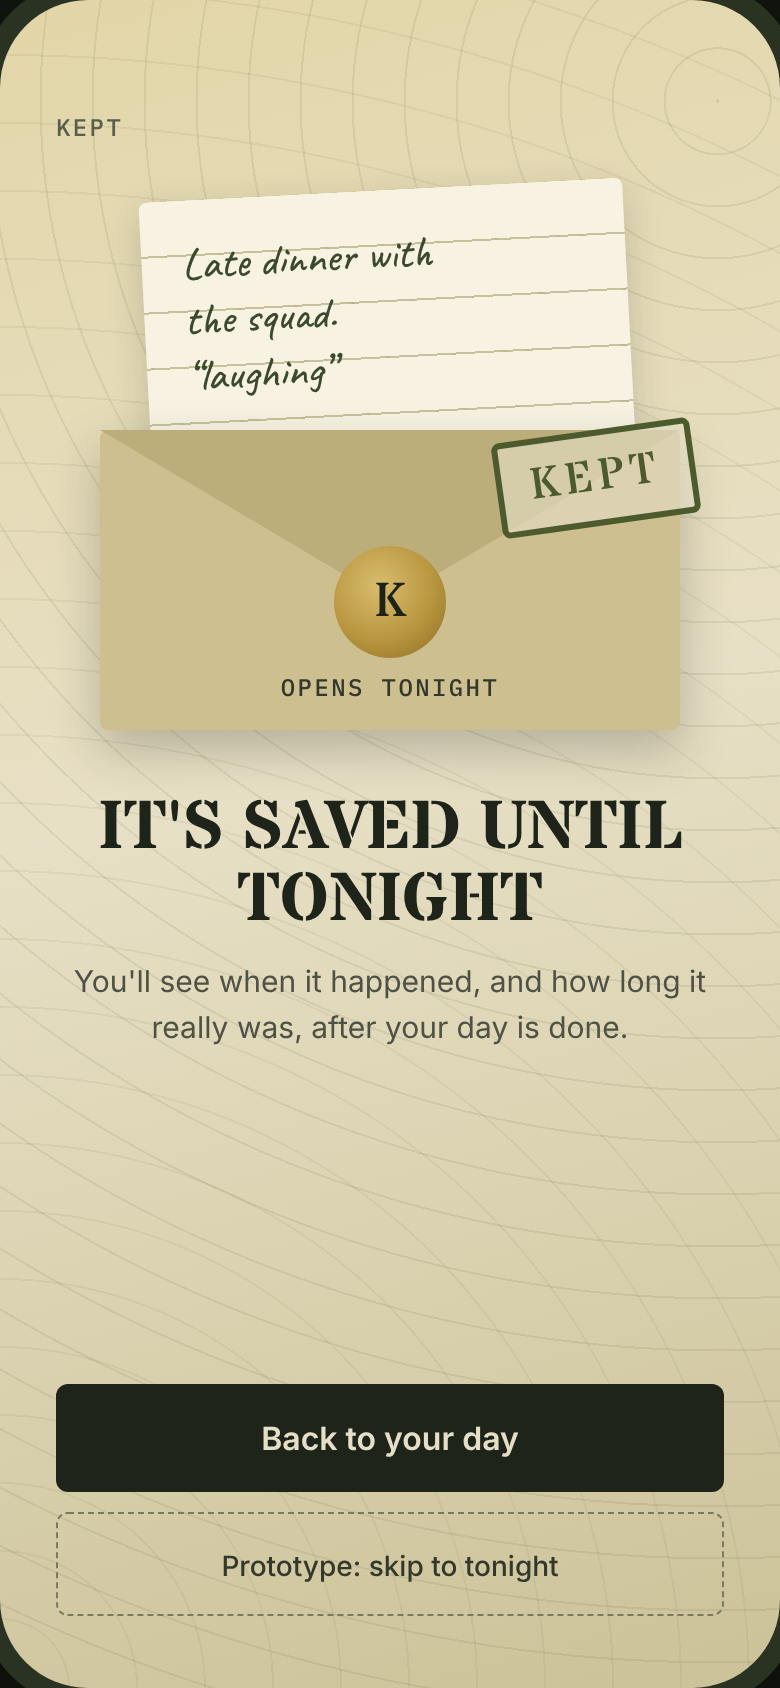 KEPT
Late dinner with
the squad.
“laughing”
KEPT
K
OPENS TONIGHT
IT'S SAVED UNTIL
TONIGHT
You'll see when it happened, and how long it
really was, after your day is done.
Back to your day
Prototype: skip to tonight